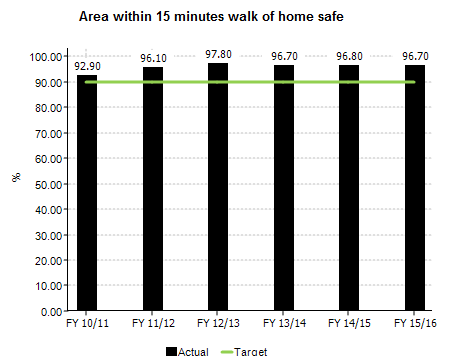 Area within 15 minutes walk of home safe
100.00
90.00
80.00
70.00
60.00
50.00
40.00
30.00
20.00
10.00
0.00
%
92.90
96.10
97.80
96.70
96.80
96.70
FY 10/11
FY 11/12
FY 12/13
FY 13/14
FY 14/15
FY 15/16
Actual
Target